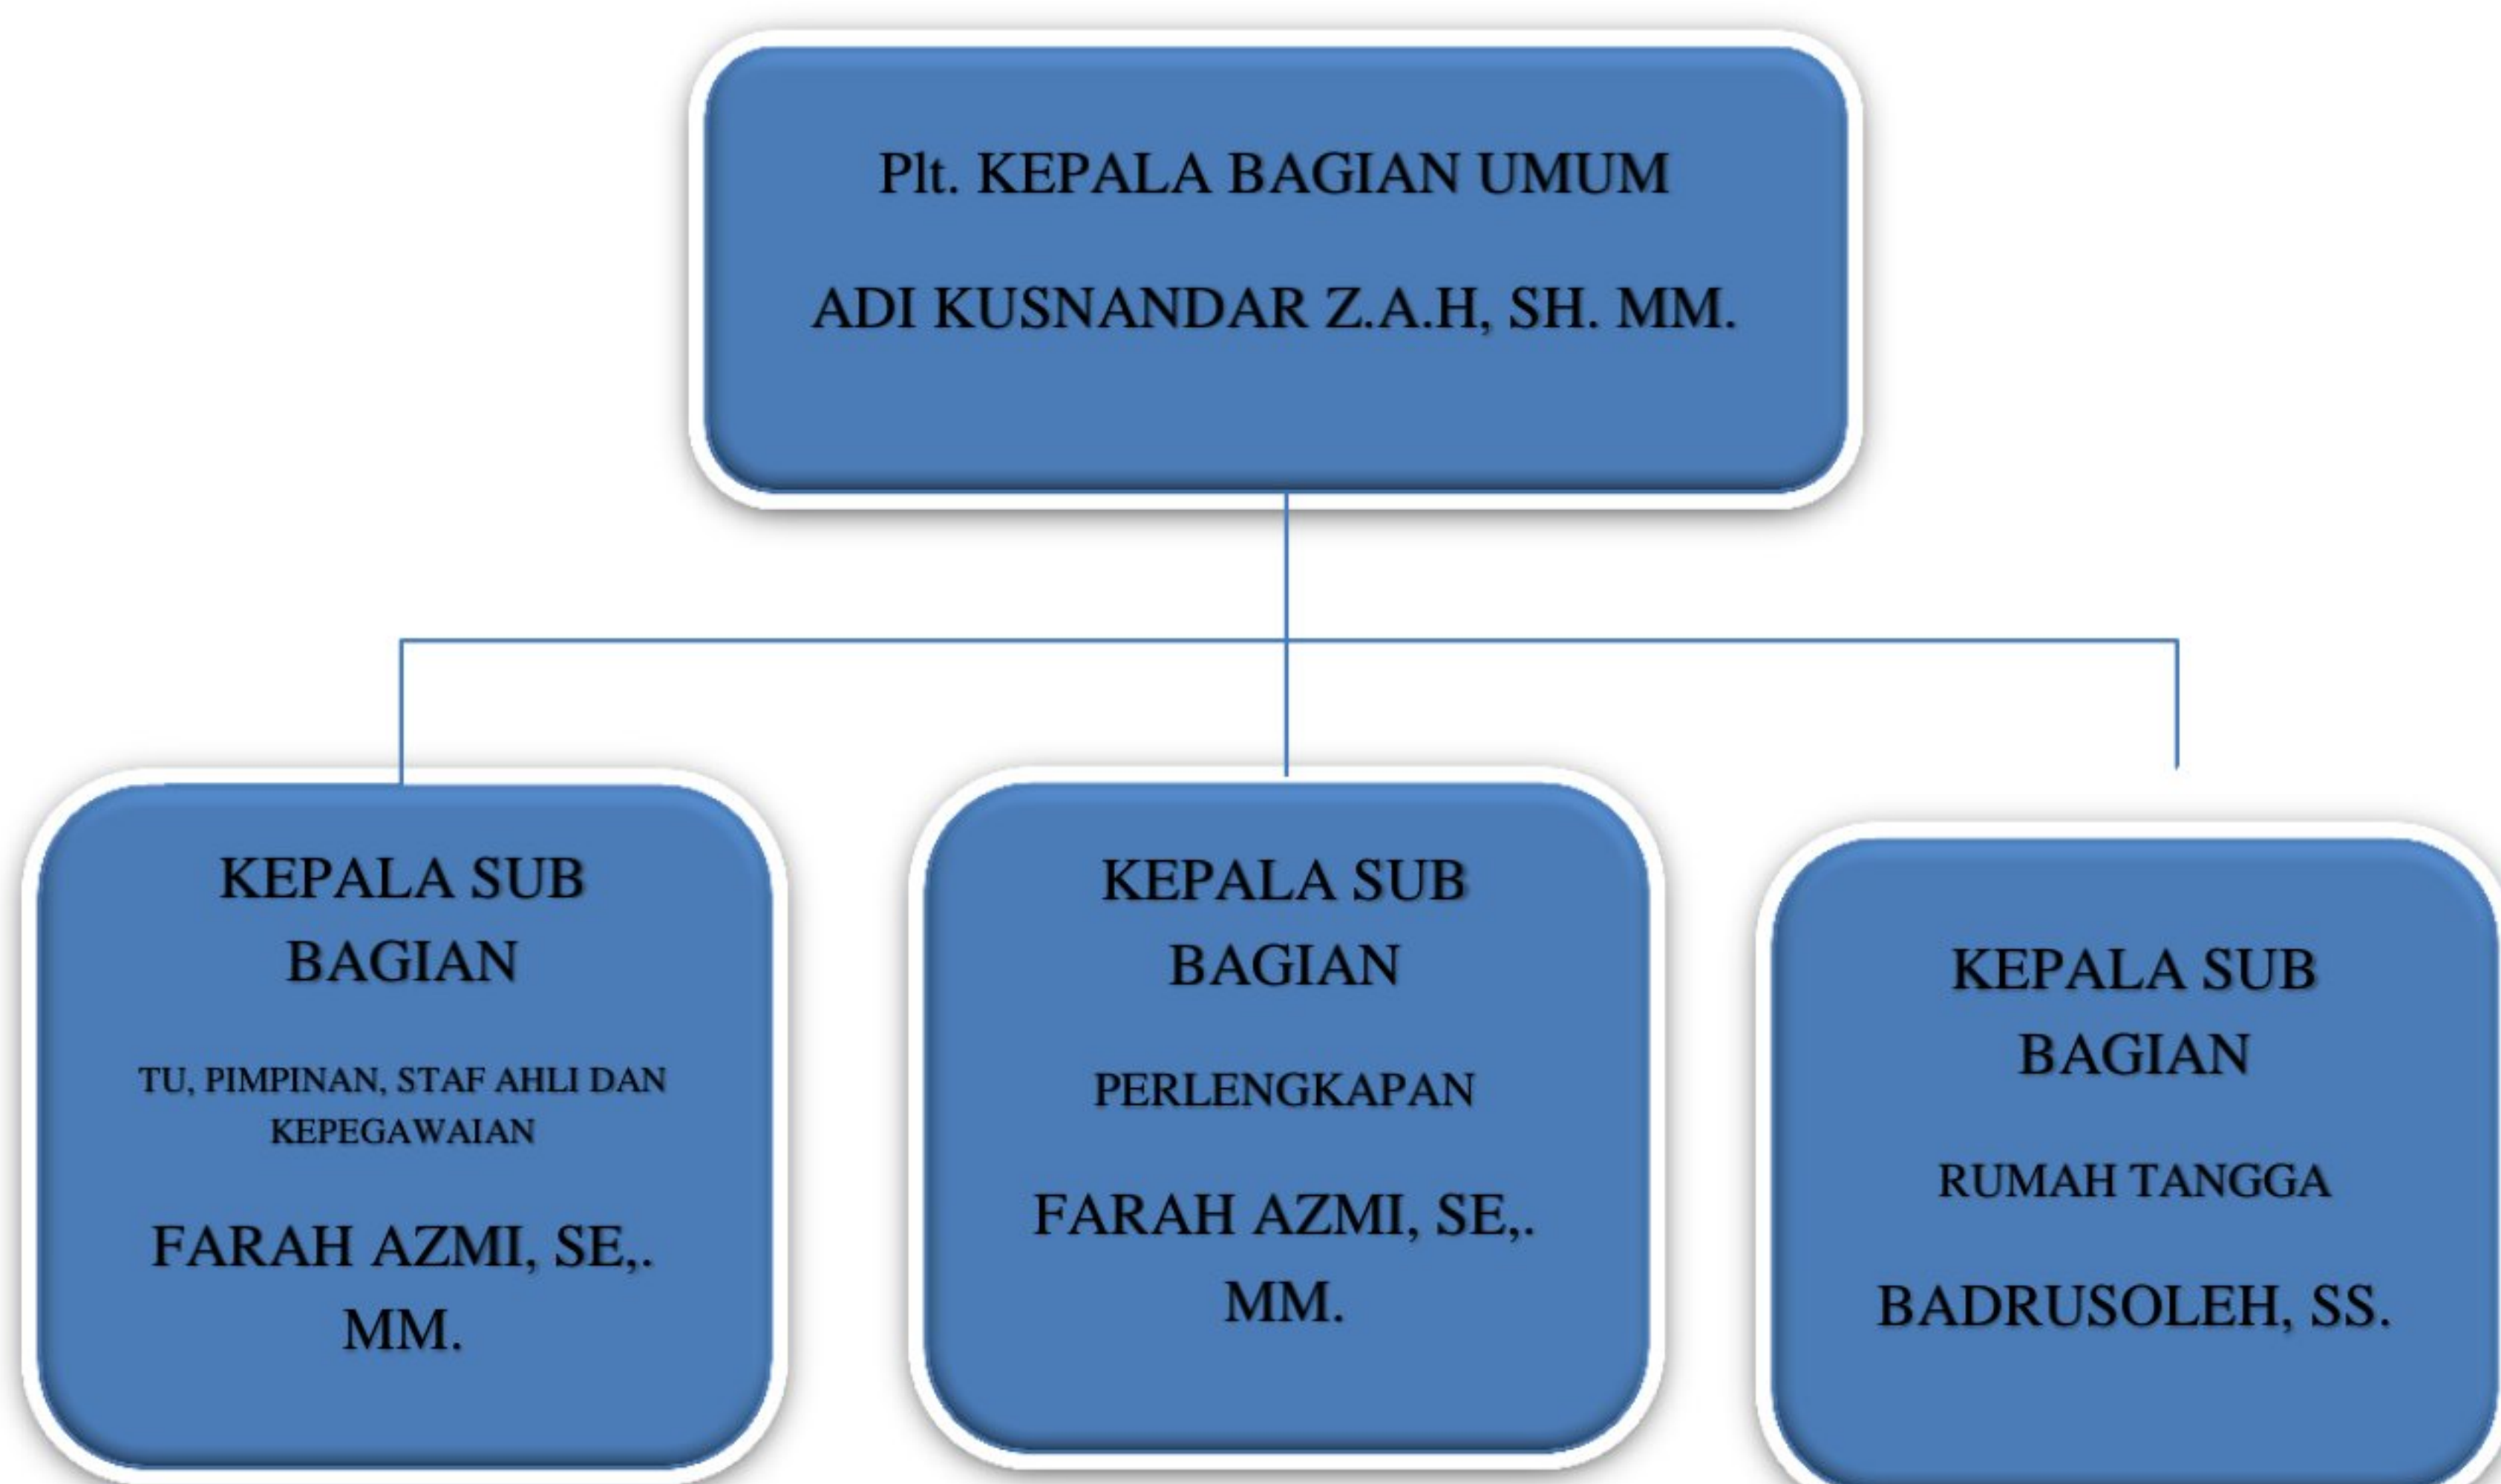 Plt. KEPALA BAGIAN UMUM
ADI KUSNANDAR Z.A.H, SH. MM.
KEPALA SUB
BAGIAN
TU, PIMPINAN, STAF AHLI DAN
KEPEGAWAIAN
FARAH AZMI, SE,.
MM.
KEPALA SUB
BAGIAN
PERLENGKAPAN
FARAH AZMI, SE,.
MM.
KEPALA SUB
BAGIAN
RUMAH TANGGA
BADRUSOLEH, SS.